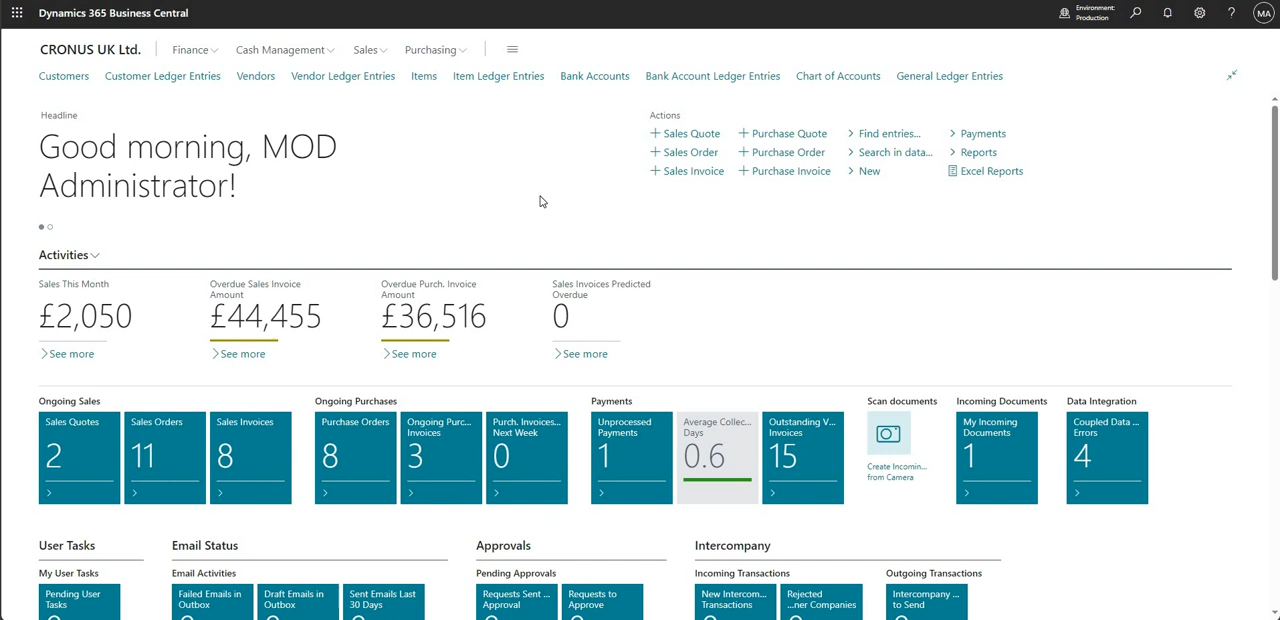 Dynamics 365 Business Central
Environment:
Production
MA
CRONUS UK Ltd.
Finance
Cash Management
Sales
Purchasing
Customers
Customer Ledger Entries
Vendors
Vendor Ledger Entries
Items
Item Ledger Entries
Bank Accounts
Bank Account Ledger Entries
Chart of Accounts
General Ledger Entries
Headline
Good morning, MOD
Administrator!
Actions
Sales Quote
Purchase Quote
Find entries...
Payments
Sales Order
Purchase Order
Search in data...
Reports
Sales Invoice
Purchase Invoice
New
Excel Reports
Activities
Sales This Month
£2,050
See more
Overdue Sales Invoice
Amount
£44,455
See more
Overdue Purch. Invoice
Amount
£36,516
See more
Sales Invoices Predicted
Overdue
0
See more
Ongoing Sales
Sales Quotes
2
Sales Orders
11
Sales Invoices
8
Ongoing Purchases
Purchase Orders
8
Ongoing Purc...
Invoices
3
Purch. Invoices...
Next Week
0
Payments
Unprocessed
Payments
1
Average Collec...
Days
0.6
Outstanding V...
Invoices
15
Scan documents
Create Incomin...
from Camera
Incoming Documents
My Incoming
Documents
1
Data Integration
Coupled Data ...
Errors
4
User Tasks
My User Tasks
Pending User
Tasks
Email Status
Email Activities
Failed Emails in
Outbox
Draft Emails in
Outbox
Sent Emails Last
30 Days
Approvals
Pending Approvals
Requests Sent ...
Approval
Requests to
Approve
Intercompany
Incoming Transactions
New Intercom...
Transactions
Rejected
...ner Companies
Outgoing Transactions
Intercompany ...
to Send